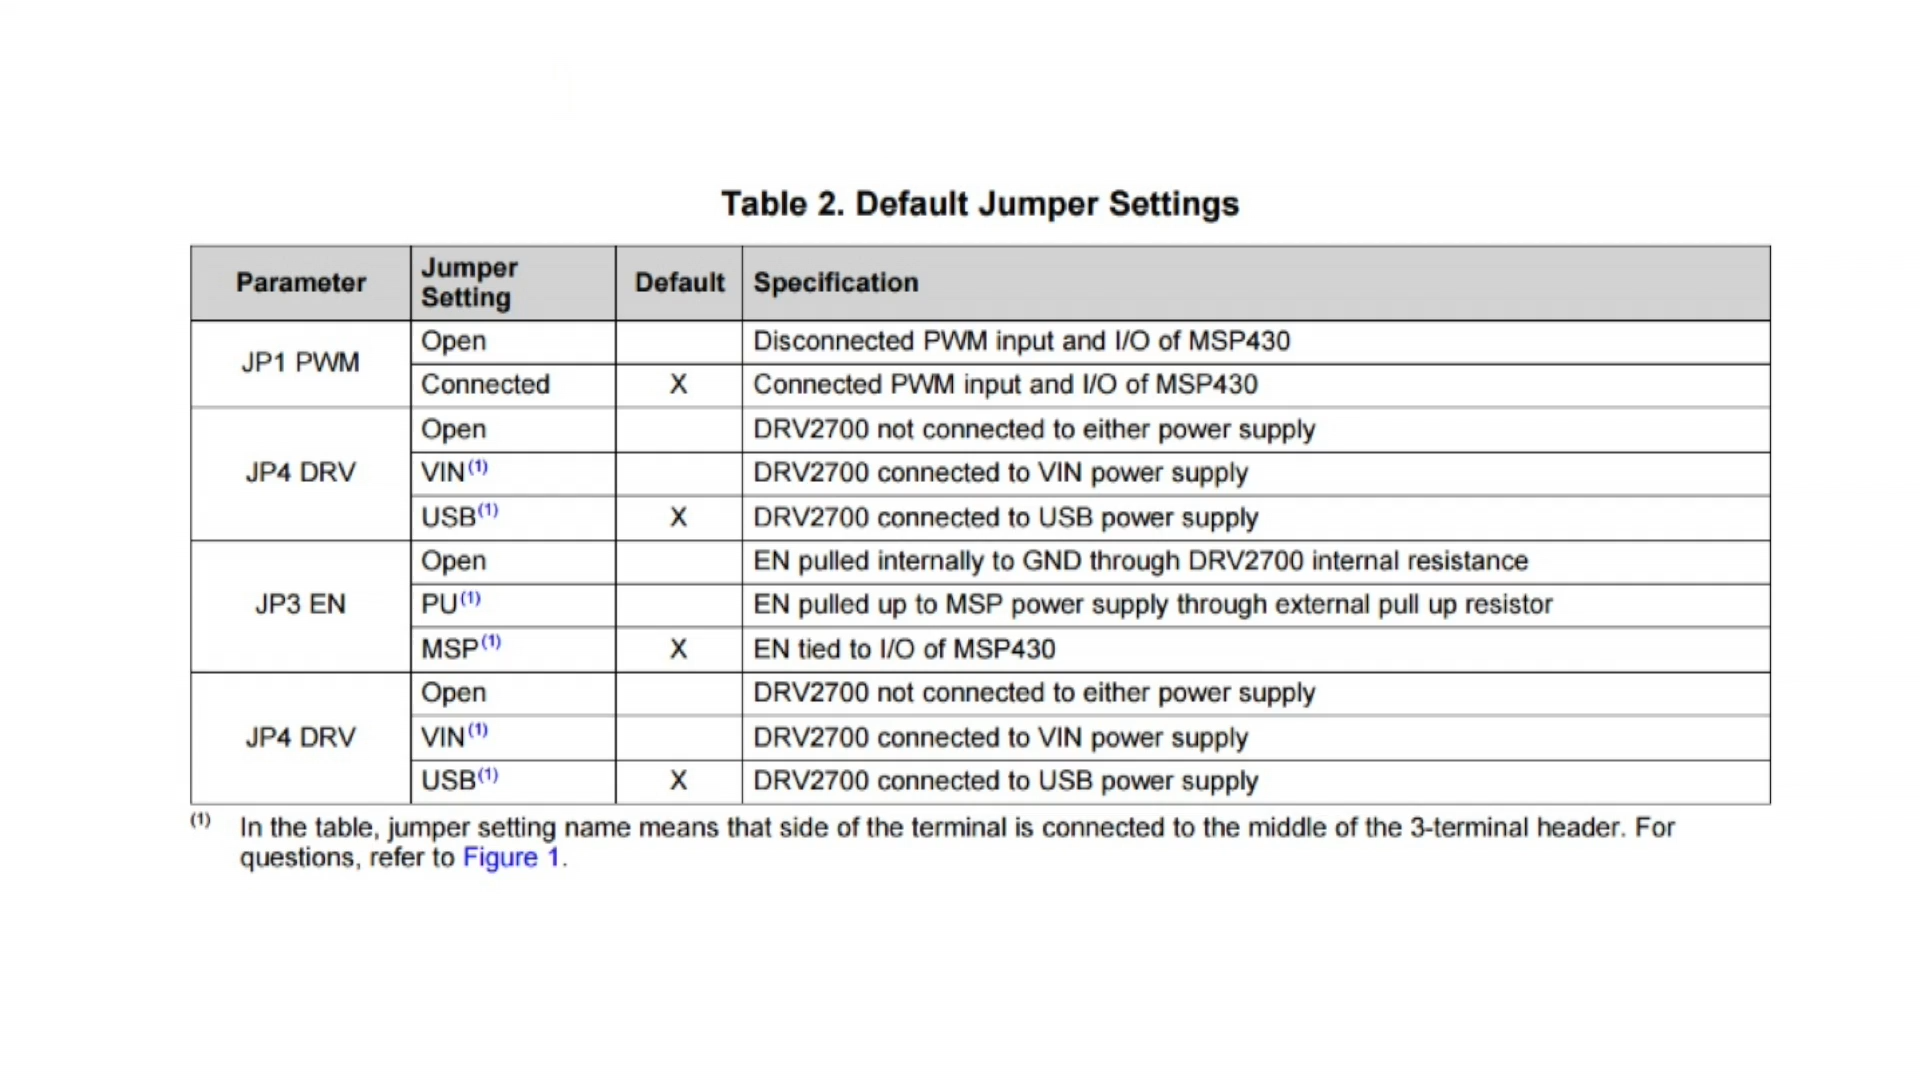 Table 2. Default Jumper Settings
Parameter Jumper Setting Default Specification
JP1 PWM
Open Disconnected PWM input and I/O of MSP430
Connected X Connected PWM input and I/O of MSP430
JP4 DRV
Open DRV2700 not connected to either power supply
VIN(1) DRV2700 connected to VIN power supply
USB(1) X DRV2700 connected to USB power supply
JP3 EN
Open EN pulled internally to GND through DRV2700 internal resistance
PU(1) EN pulled up to MSP power supply through external pull up resistor
MSP(1) X EN tied to I/O of MSP430
JP4 DRV
Open DRV2700 not connected to either power supply
VIN(1) DRV2700 connected to VIN power supply
USB(1) X DRV2700 connected to USB power supply
(1) In the table, jumper setting name means that side of the terminal is connected to the middle of the 3-terminal header. For
questions, refer to Figure 1.